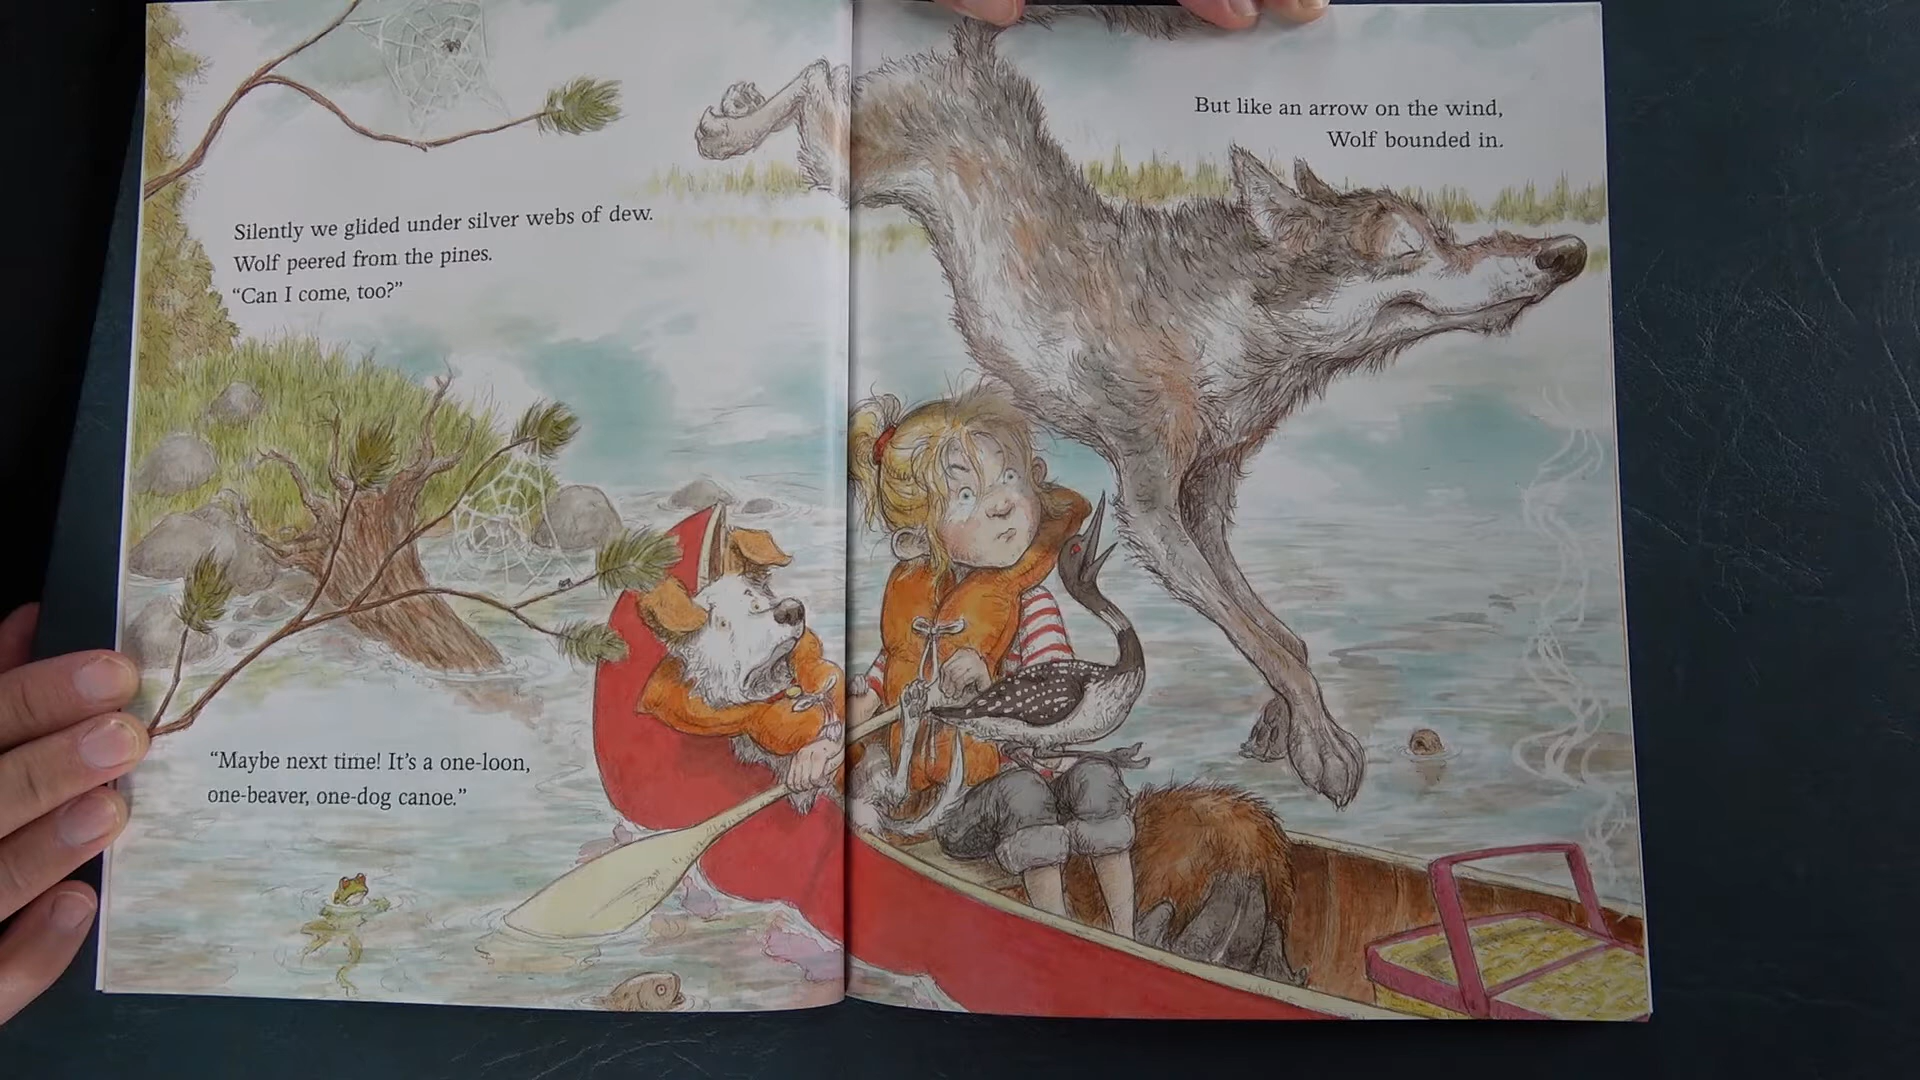 Silently we glided under silver webs of dew.
Wolf peered from the pines.
“Can I come, too?”
“Maybe next time! It’s a one-loon,
one-beaver, one-dog canoe.”
But like an arrow on the wind,
Wolf bounded in.